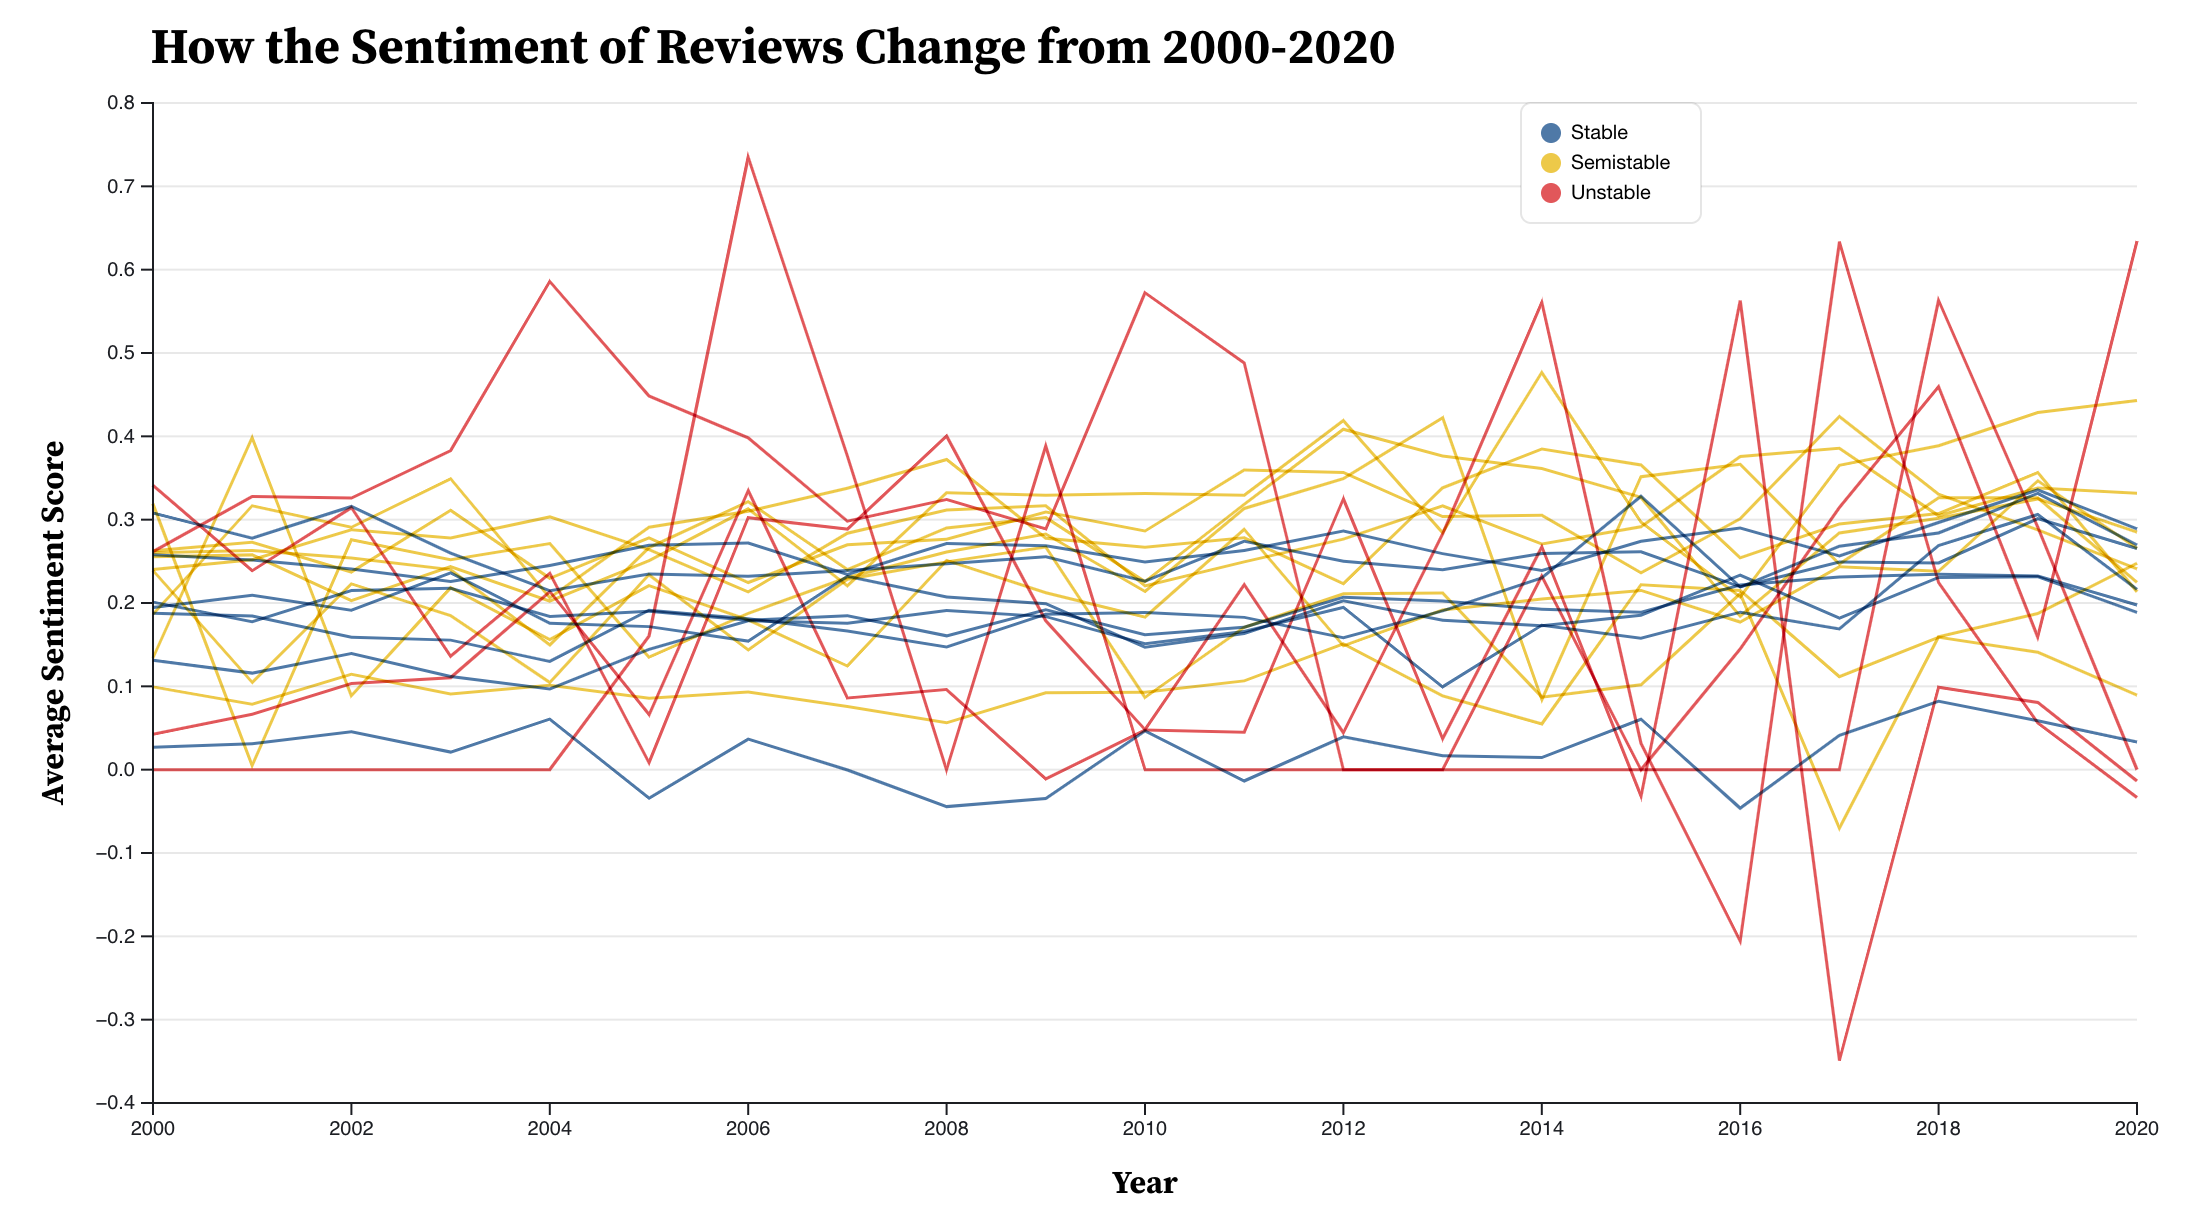 How the Sentiment of Reviews Change from 2000-2020
Stable
Semistable
Unstable
Average Sentiment Score
0.8
0.7
0.6
0.5
0.4
0.3
0.2
0.1
0.0
−0.1
−0.2
−0.3
−0.4
2000 2002 2004 2006 2008 2010 2012 2014 2016 2018 2020
Year